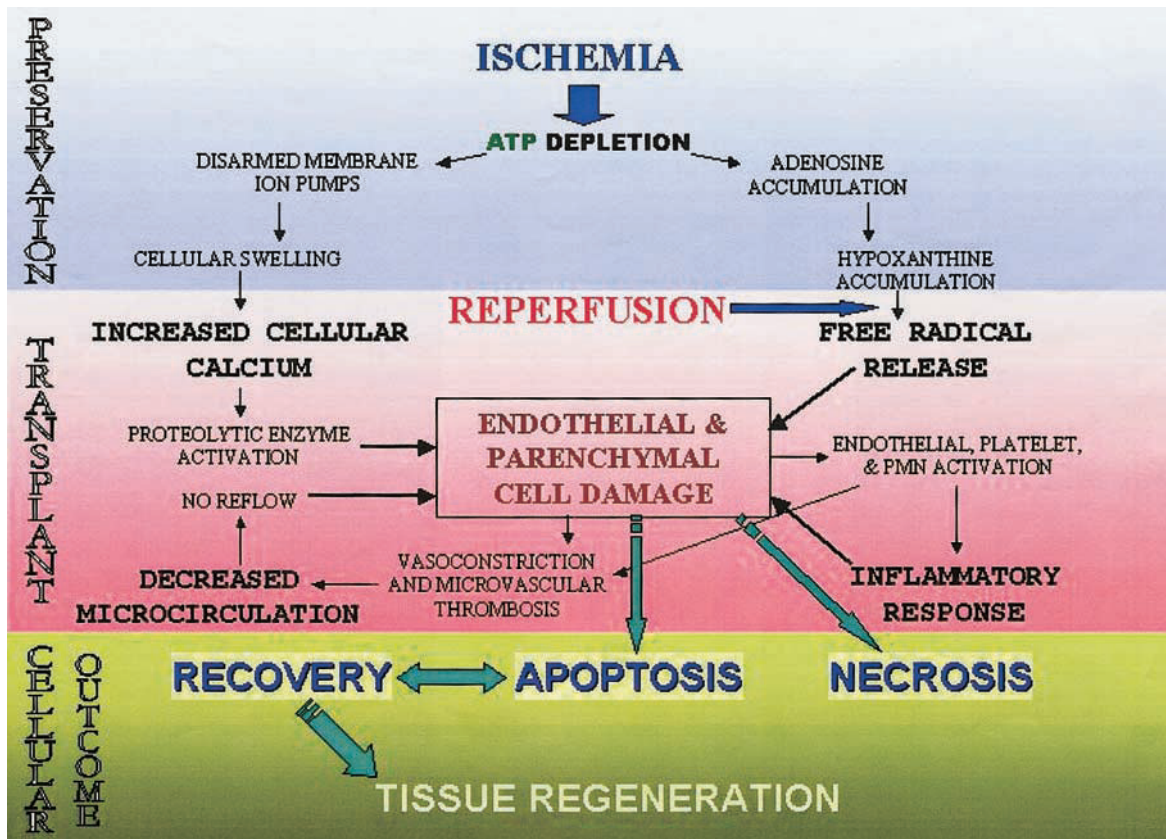 PRESERVATION
ISCHEMIA
ATP DEPLETION
DISARMED MEMBRANE
ION PUMPS
ADENOSINE
ACCUMULATION
CELLULAR SWELLING
HYPOXANTHINE
ACCUMULATION
TRANSPLANT
REPERFUSION
INCREASED CELLULAR
CALCIUM
FREE RADICAL
RELEASE
PROTEOLYTIC ENZYME
ACTIVATION
ENDOTHELIAL &
PARENCHYMAL
CELL DAMAGE
ENDOTHELIAL, PLATELET,
& PMN ACTIVATION
NO REFLOW
VASOCONSTRICTION
AND MICROVASCULAR
THROMBOSIS
DECREASED
MICROCIRCULATION
INFLAMMATORY
RESPONSE
CELLULAR
OUTCOME
RECOVERY
APOPTOSIS
NECROSIS
TISSUE REGENERATION